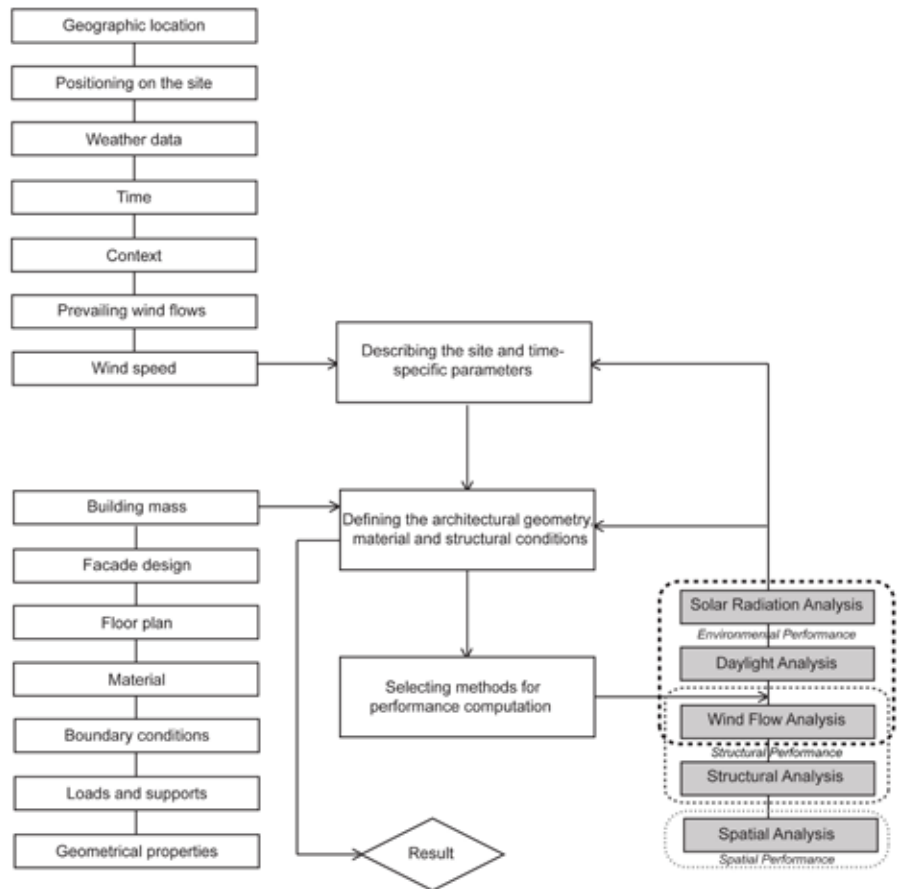 Geographic location
Positioning on the site
Weather data
Time
Context
Prevailing wind flows
Wind speed
Describing the site and time-
specific parameters
Building mass
Facade design
Floor plan
Material
Boundary conditions
Loads and supports
Geometrical properties
Defining the architectural geometry,
material and structural conditions
Selecting methods for
performance computation
Result
Solar Radiation Analysis
Environmental Performance
Daylight Analysis
Wind Flow Analysis
Structural Performance
Structural Analysis
Spatial Analysis
Spatial Performance